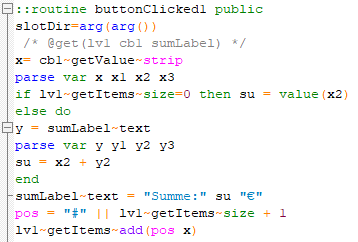 ::routine buttonClicked1 public
slotDir=arg(arg())
/* @get(lv1 cb1 sumLabel) */
x= cb1~getValue~strip
parse var x x1 x2 x3
if lv1~getItems~size=0 then su = value(x2)
else do
y = sumLabel~text
parse var y y1 y2 y3
su = x2 + y2
end
sumLabel~text = "Summe:" su "€"
pos = "#" || lv1~getItems~size + 1
lv1~getItems~add(pos x)